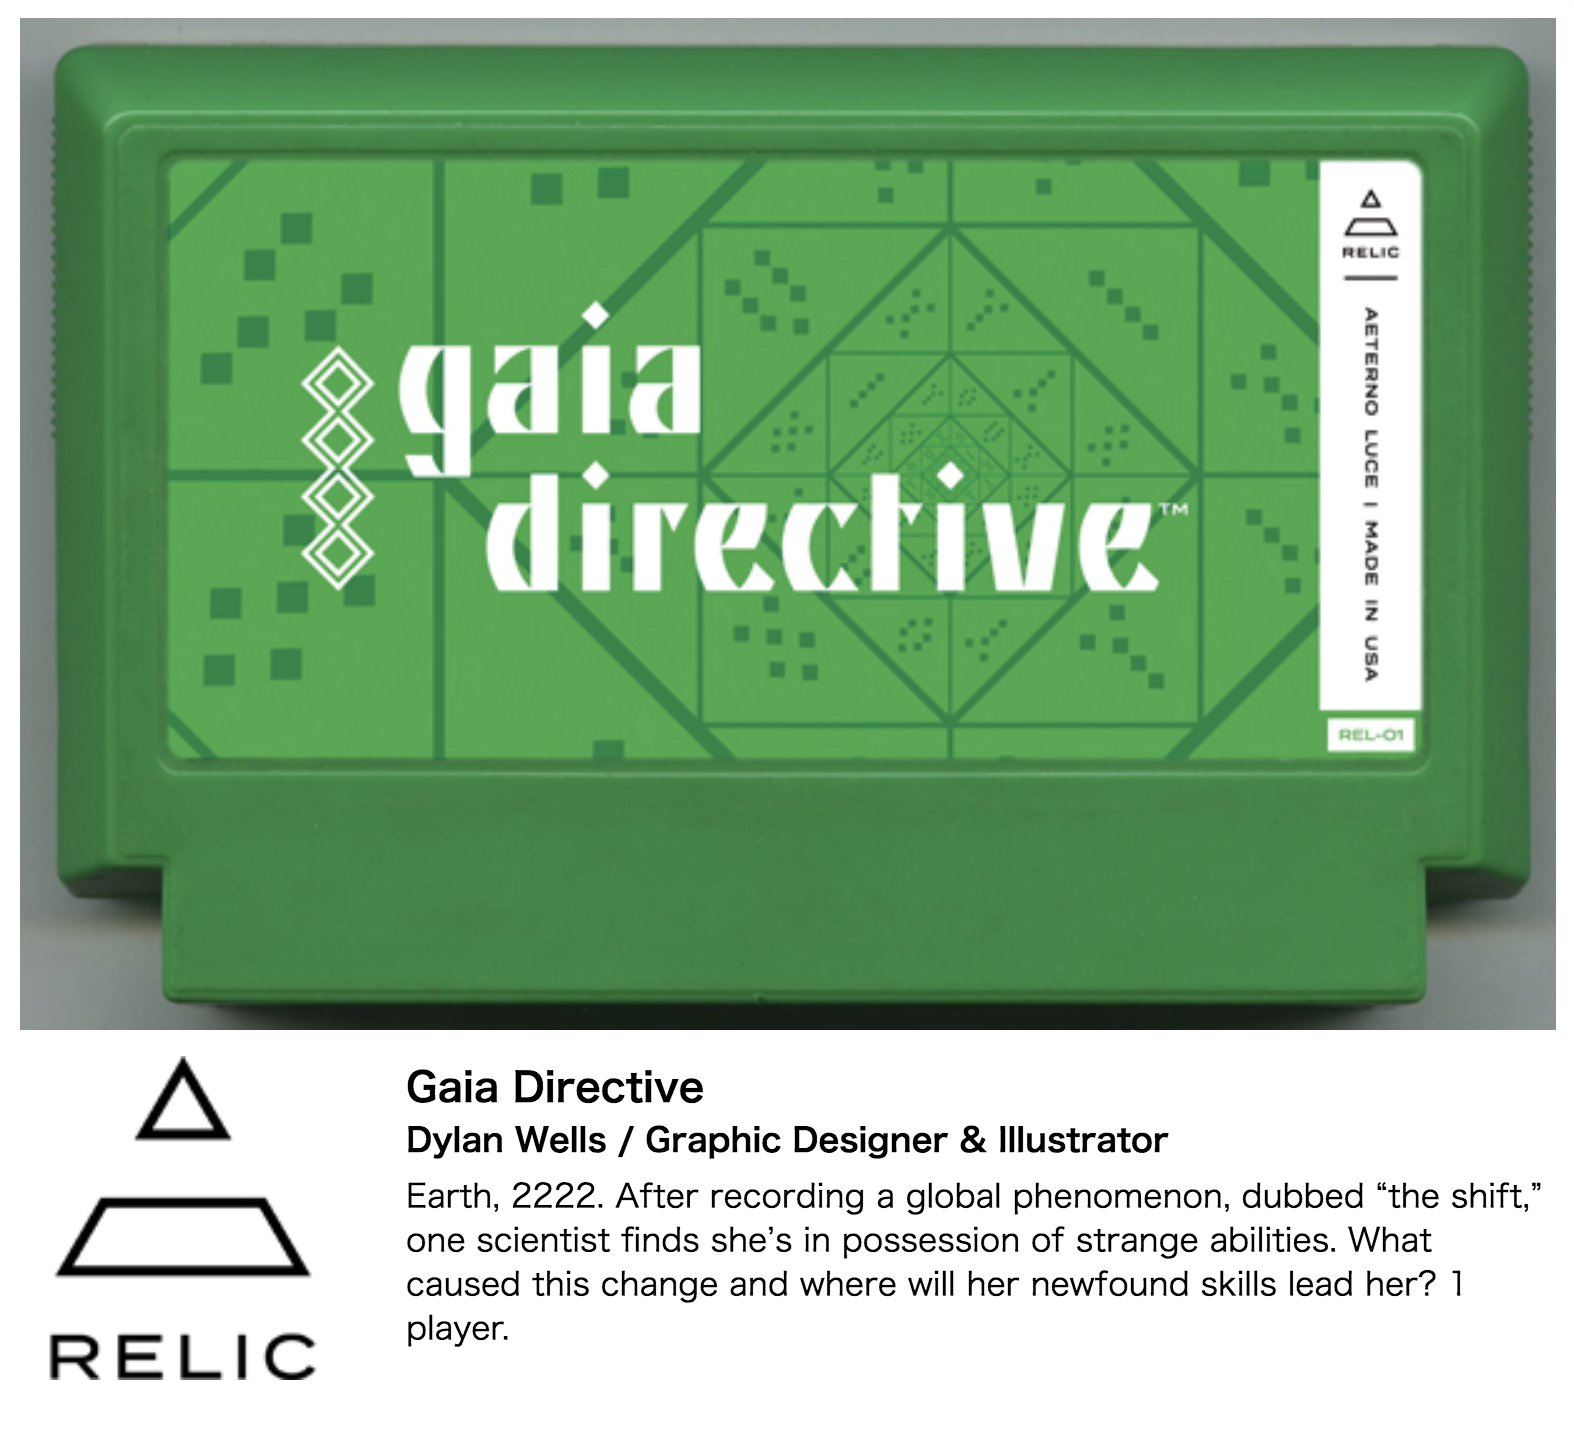 gaia
directive™
RELIC
AETERNO LUCE | MADE IN USA
REL-01
RELIC
Gaia Directive
Dylan Wells / Graphic Designer & Illustrator
Earth, 2222. After recording a global phenomenon, dubbed “the shift,”
one scientist finds she’s in possession of strange abilities. What
caused this change and where will her newfound skills lead her? 1
player.